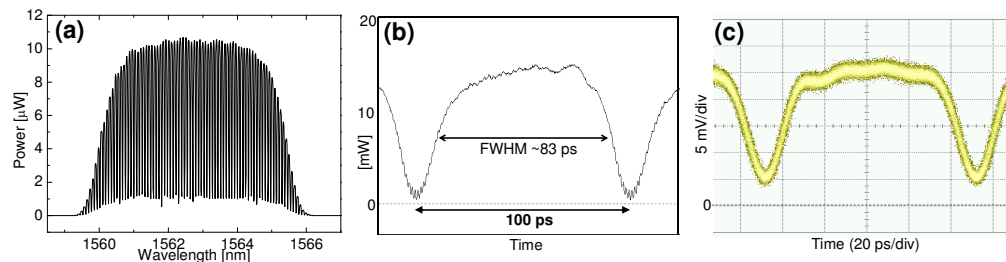 (a)
12
10
8
6
4
2
0
Power [μW]
1560
1562
1564
1566
Wavelength [nm]
(b)
20
10
0
[mW]
FWHM ~83 ps
100 ps
Time
(c)
5 mV/div
0
Time (20 ps/div)